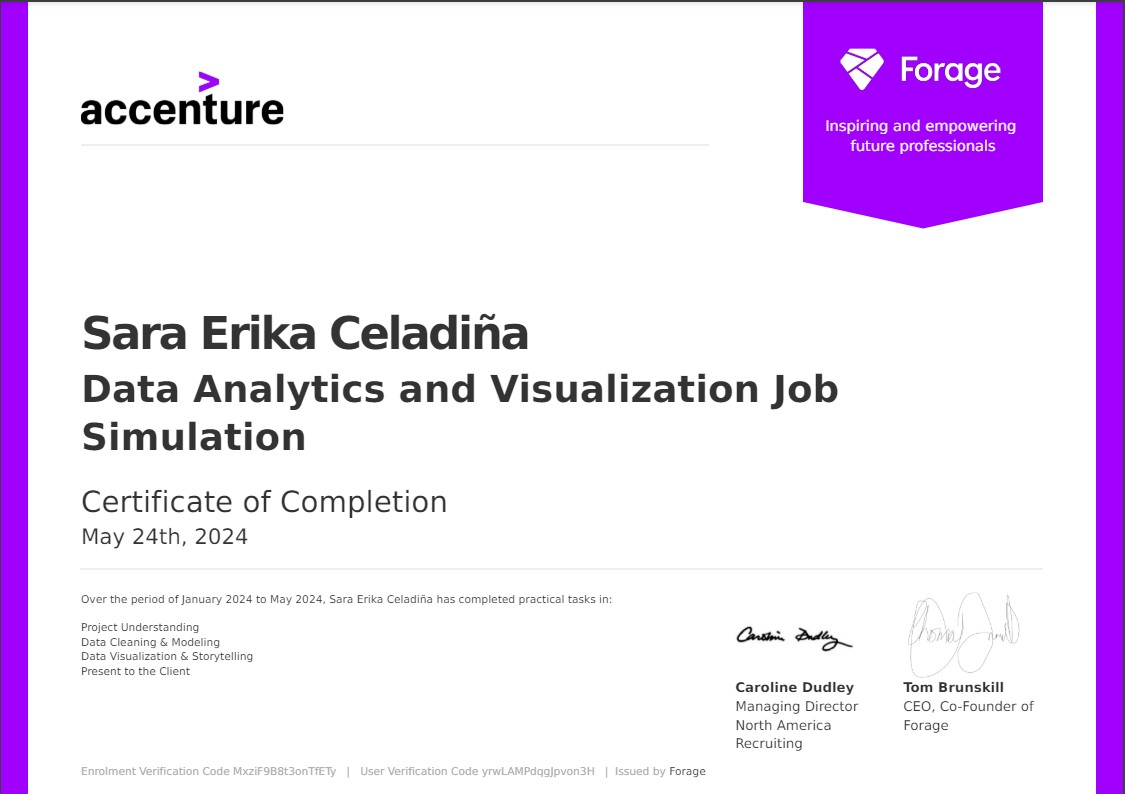 accenture
Forage
Inspiring and empowering
future professionals
Sara Erika Celadiña
Data Analytics and Visualization Job
Simulation
Certificate of Completion
May 24th, 2024
Over the period of January 2024 to May 2024, Sara Erika Celadiña has completed practical tasks in:
Project Understanding
Data Cleaning & Modeling
Data Visualization & Storytelling
Present to the Client
Caroline Dudley
Caroline Dudley
Managing Director
North America
Recruiting
Tom Brunskill
CEO, Co-Founder of
Forage
Enrolment Verification Code MxziF9B8t3onTfETy | User Verification Code yrwLAMPdqgJpvon3H | Issued by Forage